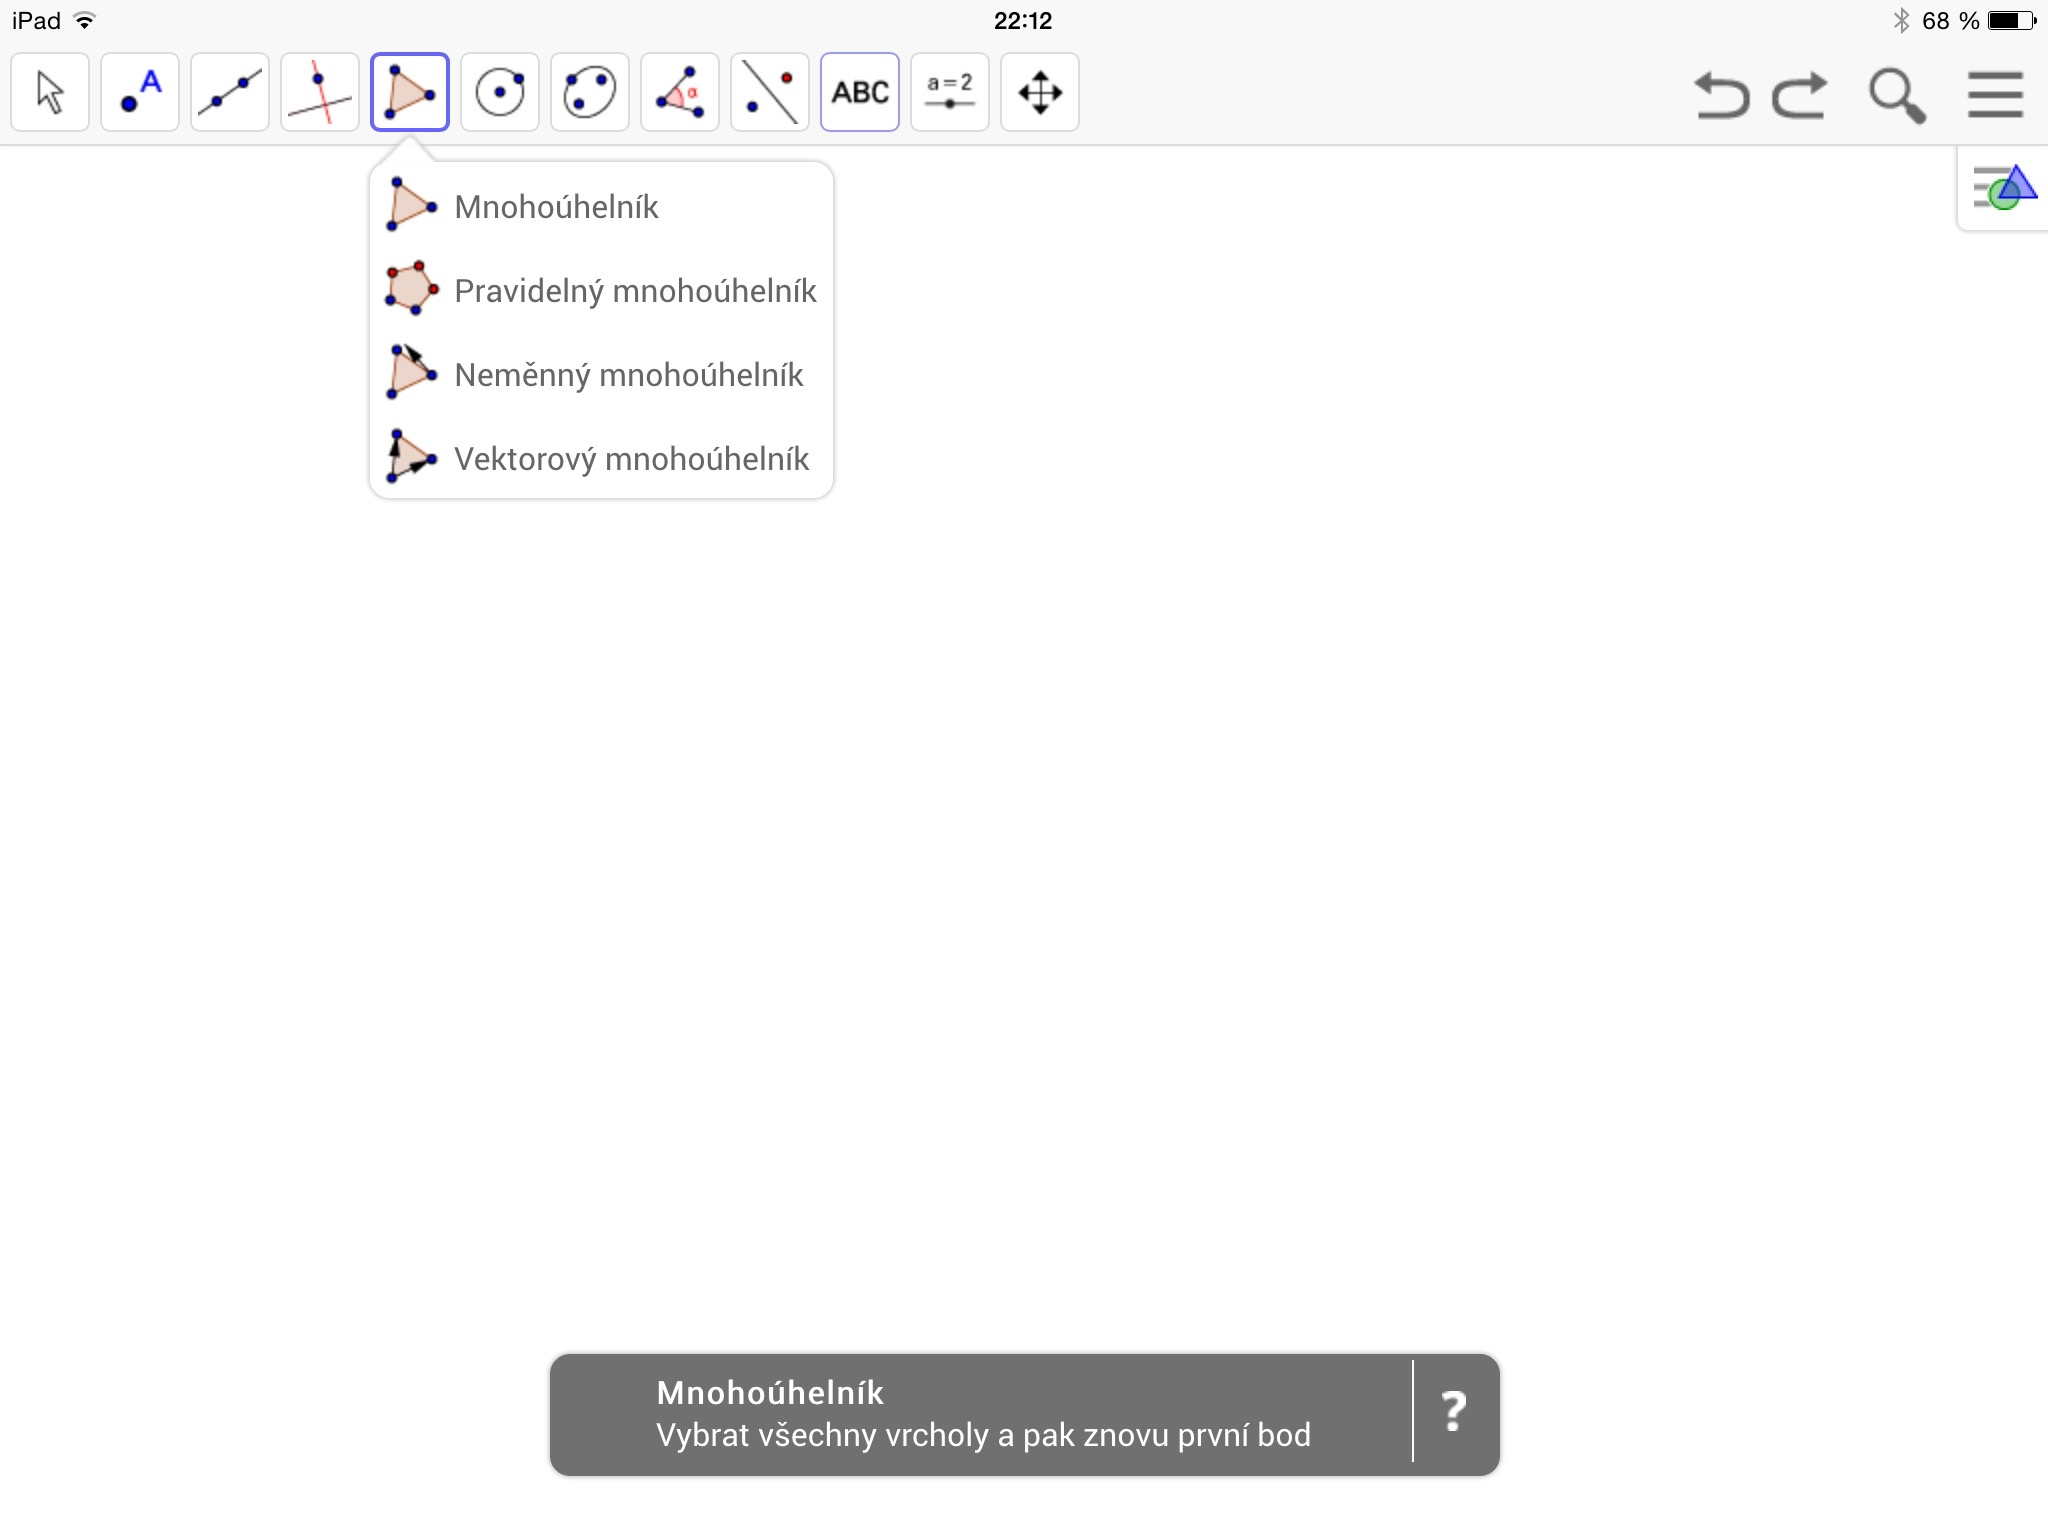 iPad 22:12 68 %
A α ABC a=2
Mnohoúhelník
Pravidelný mnohoúhelník
Neměnný mnohoúhelník
Vektorový mnohoúhelník
Mnohoúhelník
Vybrat všechny vrcholy a pak znovu první bod
?